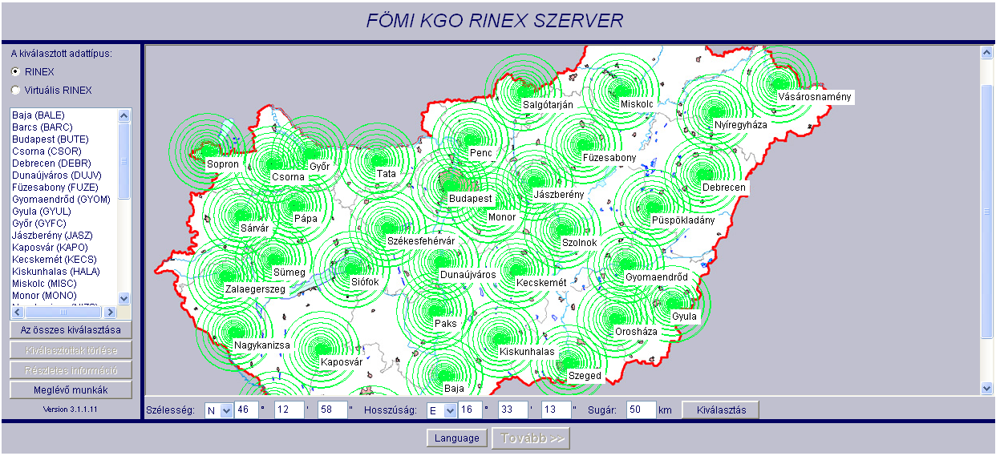 FÖMI KGO RINEX SZERVER
A kiválasztott adattípus:
RINEX
Virtuális RINEX
Baja (BALE)
Barcs (BARC)
Budapest (BUTE)
Csorna (CSOR)
Debrecen (DEBR)
Dunaújváros (DUJV)
Füzesabony (FUZE)
Gyomaendrőd (GYOM)
Gyula (GYUL)
Győr (GYFC)
Jászberény (JASZ)
Kaposvár (KAPO)
Kecskemét (KECS)
Kiskunhalas (HALA)
Miskolc (MISC)
Monor (MONO)
Az összes kiválasztása
Kiválasztottak törlése
Részletes információ
Meglévő munkák
Version 3.1.1.11
Vásárosnamény
Salgótarján
Miskolc
Nyíregyháza
Penc
Füzesabony
Sopron
Győr
Csorna
Tata
Debrecen
Budapest
Jászberény
Monor
Pápa
Püspökladány
Sárvár
Székesfehérvár
Szolnok
Sümeg
Dunaújváros
Gyomaendrőd
Siófok
Kecskemét
Zalaegerszeg
Gyula
Paks
Orosháza
Nagykanizsa
Kiskunhalas
Kaposvár
Szeged
Baja
Szélesség: N 46 ° 12 ' 58 " Hosszúság: E 16 ° 33 ' 13 " Sugár: 50 km Kiválasztás
Language Tovább >>